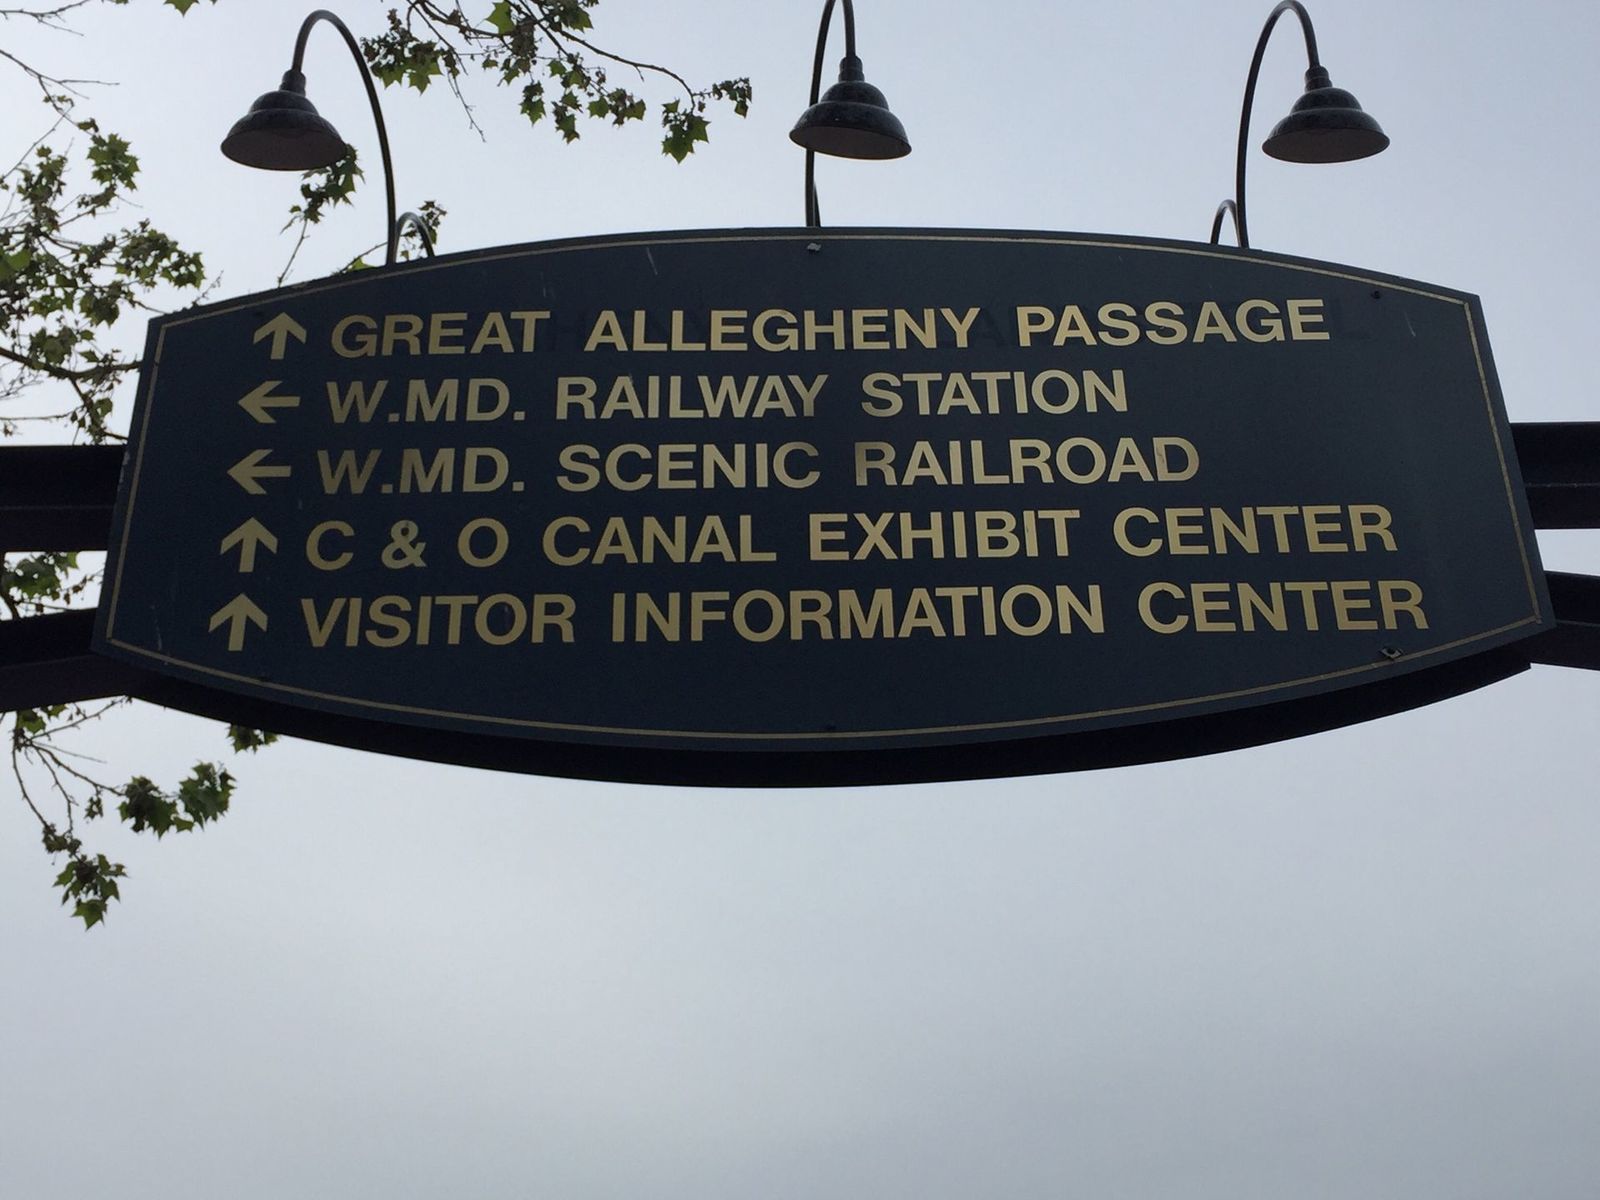 ↑ GREAT ALLEGHENY PASSAGE
← W.MD. RAILWAY STATION
← W.MD. SCENIC RAILROAD
↑ C & O CANAL EXHIBIT CENTER
↑ VISITOR INFORMATION CENTER